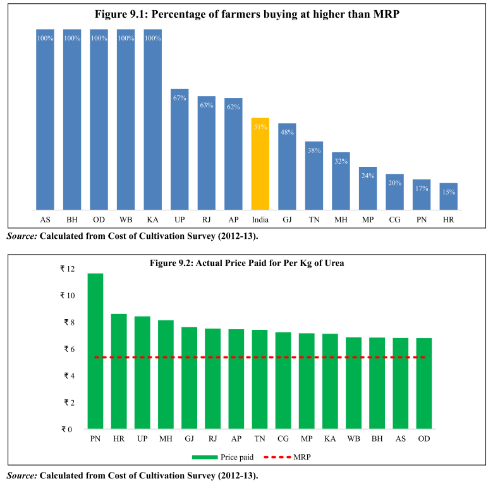 Figure 9.1: Percentage of farmers buying at higher than MRP
100% 100% 100% 100% 100% 67% 63% 62% 51% 48% 38% 32% 24% 20% 17% 15%
AS BH OD WB KA UP RJ AP India GJ TN MH MP CG PN HR
Source: Calculated from Cost of Cultivation Survey (2012-13).
Figure 9.2: Actual Price Paid for Per Kg of Urea
₹ 12
₹ 10
₹ 8
₹ 6
₹ 4
₹ 2
₹ 0
PN HR UP MH GJ RJ AP TN CG MP KA WB BH AS OD
Price paid MRP
Source: Calculated from Cost of Cultivation Survey (2012-13).